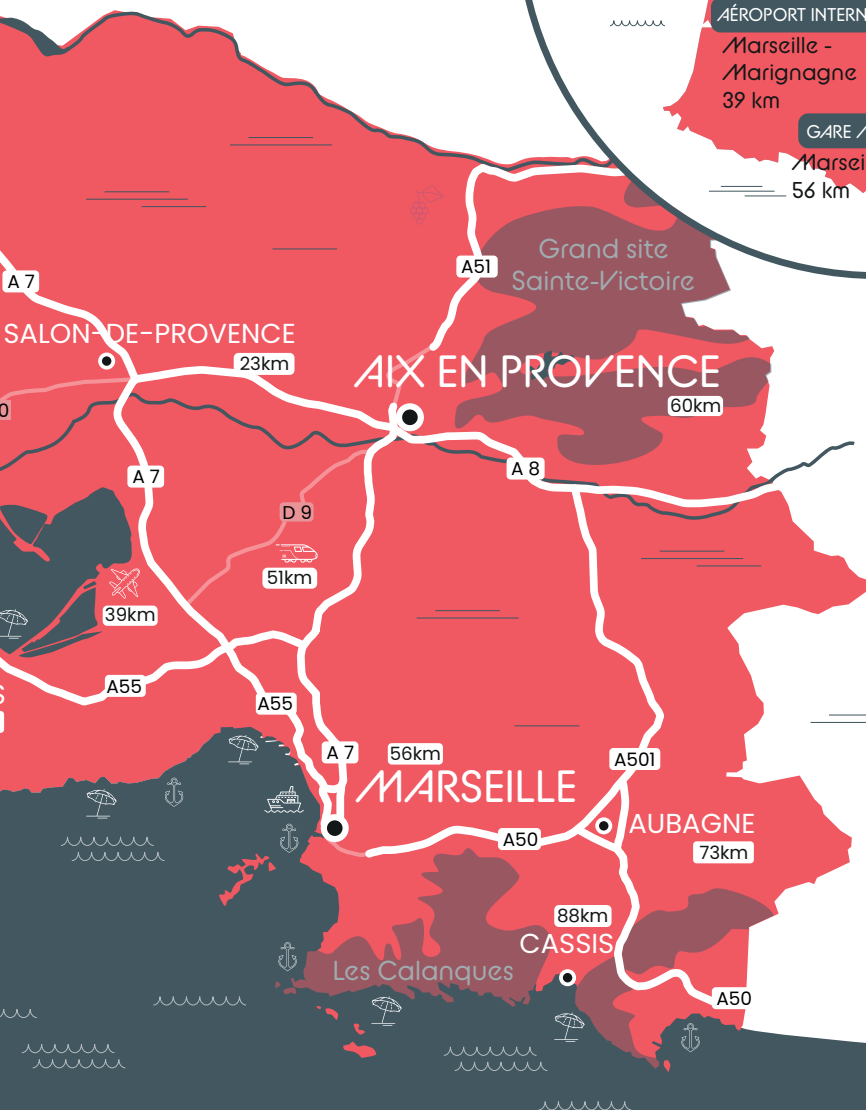 AÉROPORT INTERN
Marseille -
Marignagne
39 km
GARE
Marsei
56 km
Grand site
Sainte-Victoire
A51
A 7
SALON-DE-PROVENCE
23km
AIX EN PROVENCE
60km
0
A 8
A 7
D 9
51km
39km
A55
S
A55
A 7
56km
A501
MARSEILLE
AUBAGNE
A50
73km
88km
CASSIS
Les Calanques
A50